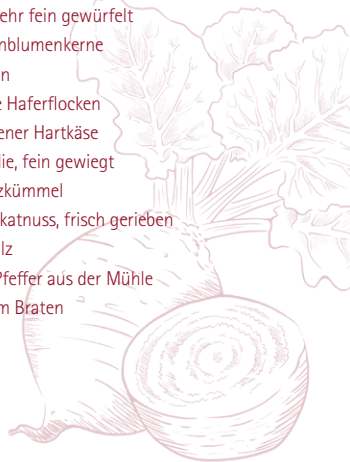 ehr fein gewürfelt
nblumenkerne
n
e Haferflocken
ener Hartkäse
lie, fein gewiegt
zkümmel
katnuss, frisch gerieben
lz
Pfeffer aus der Mühle
m Braten